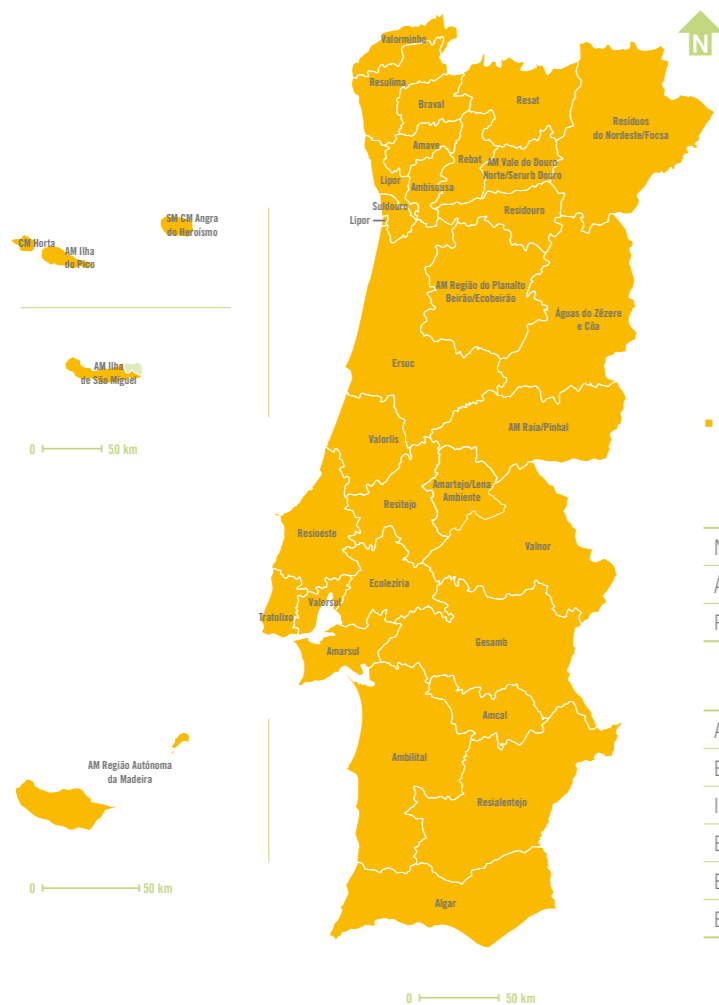 N
Valorminho
Resulima
Braval
Resat
Resíduos
do Nordeste/Focsa
Amave
Rebat
AM Vale do Douro
Norte/Serurb Douro
Lipor
Ambisousa
Suldouro
Lipor
Residouro
SM CM Angra
do Heroísmo
CM Horta
AM Ilha
do Pico
AM Região do Planalto
Beirão/Ecobeirão
Águas do Zêzere
e Côa
Ersuc
AM Ilha
de São Miguel
0 50 km
AM Raia/Pinhal
Valorlis
Amartejo/Lena
Ambiente
Resitejo
Resioeste
Valnor
Ecolezíria
Valorsul
Tratolixo
Amarsul
Gesamb
Amcal
Ambilital
AM Região Autónoma
da Madeira
Resialentejo
0 50 km
Algar
0 50 km